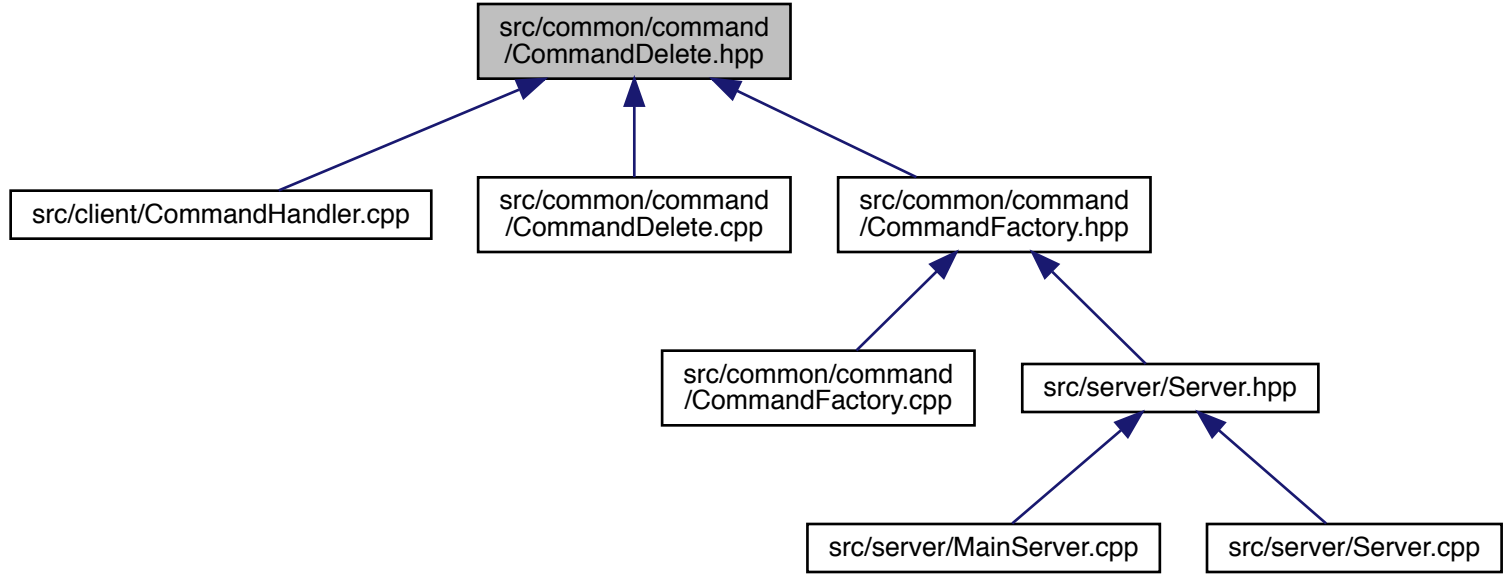 src/common/command
/CommandDelete.hpp
src/client/CommandHandler.cpp
src/common/command
/CommandDelete.cpp
src/common/command
/CommandFactory.hpp
src/common/command
/CommandFactory.cpp
src/server/Server.hpp
src/server/MainServer.cpp
src/server/Server.cpp